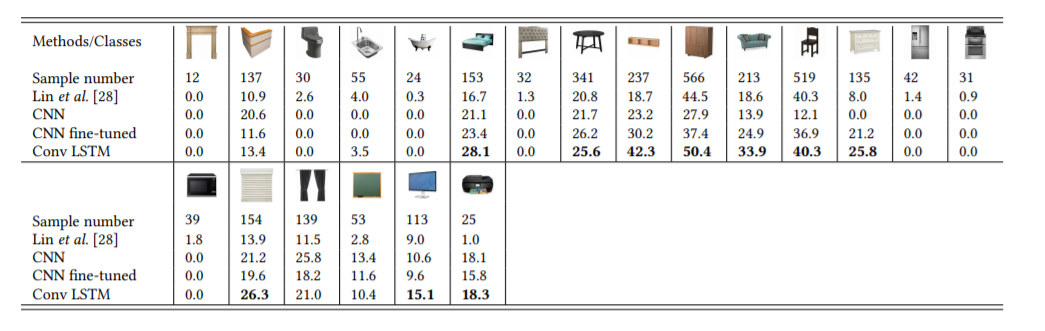 Methods/Classes
Sample number 12 137 30 55 24 153 32 341 237 566 213 519 135 42 31
Lin et al. [28] 0.0 10.9 2.6 4.0 0.3 16.7 1.3 20.8 18.7 44.5 18.6 40.3 8.0 1.4 0.9
CNN 0.0 20.6 0.0 0.0 0.0 21.1 0.0 21.7 23.2 27.9 13.9 12.1 0.0 0.0 0.0
CNN fine-tuned 0.0 11.6 0.0 0.0 0.0 23.4 0.0 26.2 30.2 37.4 24.9 36.9 21.2 0.0 0.0
Conv LSTM 0.0 13.4 0.0 3.5 0.0 28.1 0.0 25.6 42.3 50.4 33.9 40.3 25.8 0.0 0.0
Sample number 39 154 139 53 113 25
Lin et al. [28] 1.8 13.9 11.5 2.8 9.0 1.0
CNN 0.0 21.2 25.8 13.4 10.6 18.1
CNN fine-tuned 0.0 19.6 18.2 11.6 9.6 15.8
Conv LSTM 0.0 26.3 21.0 10.4 15.1 18.3